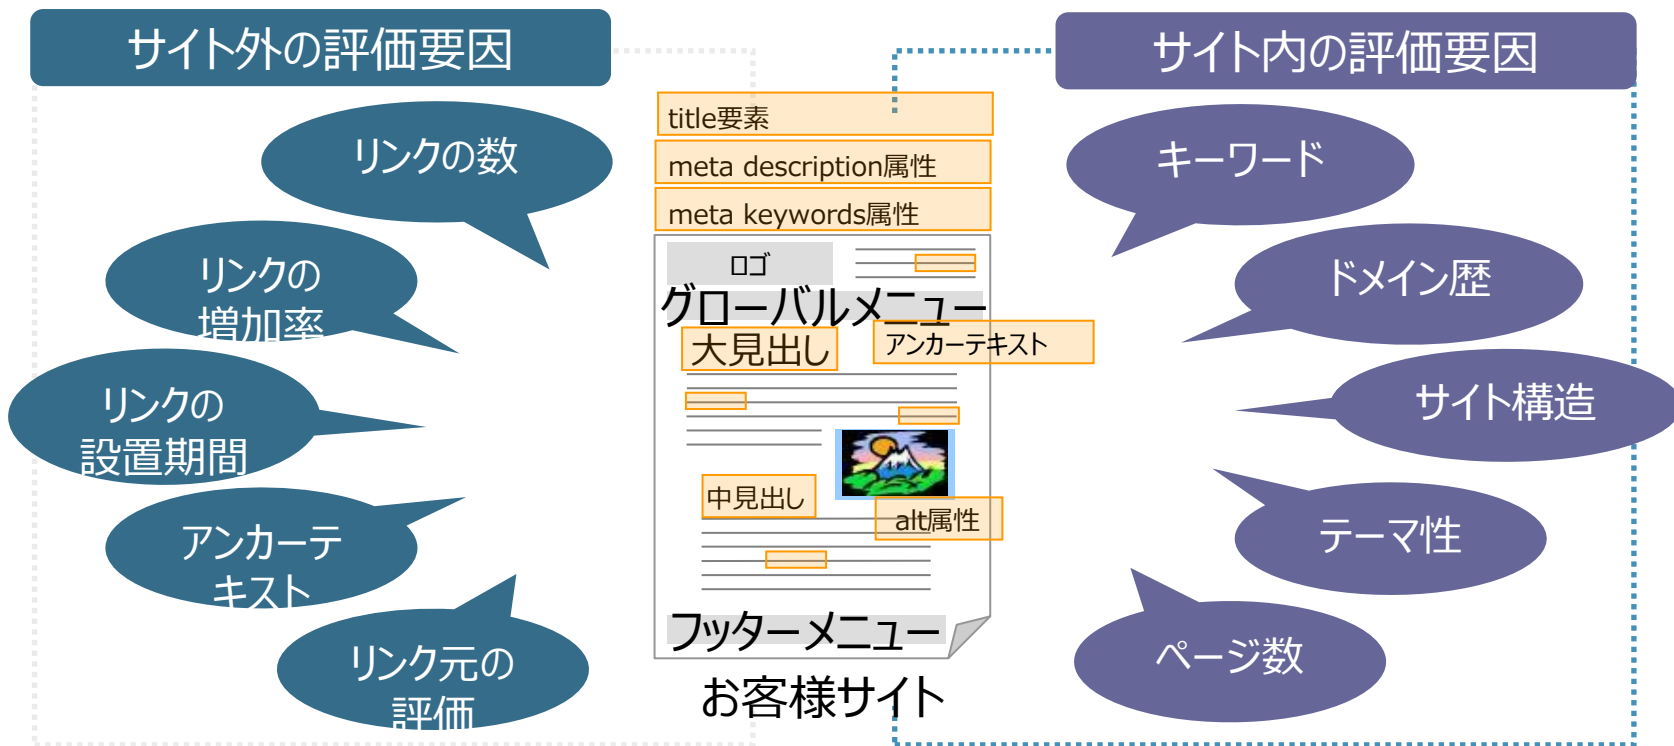 サイト外の評価要因
リンクの数
リンクの
増加率
リンクの
設置期間
アンカーテ
キスト
リンク元の
評価
title要素
meta description属性
meta keywords属性
ロゴ
グローバルメニュー
大見出し
アンカーテキスト
中見出し
alt属性
フッターメニュー
お客様サイト
サイト内の評価要因
キーワード
ドメイン歴
サイト構造
テーマ性
ページ数